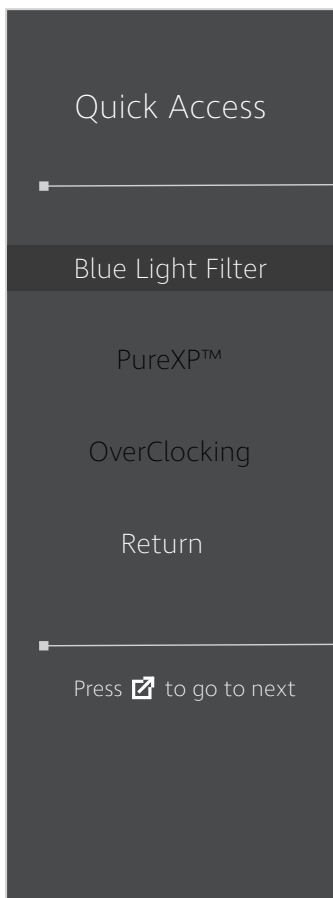 Quick Access
Blue Light Filter
PureXP™
OverClocking
Return
Press to go to next